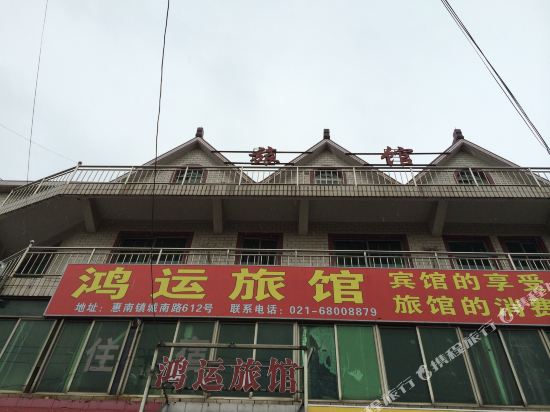 旅馆
鸿运旅馆
宾馆的享受
旅馆的消费
地址：惠南镇城南路612号 联系电话：021-68008879
住宿
鸿运旅馆
携程旅行